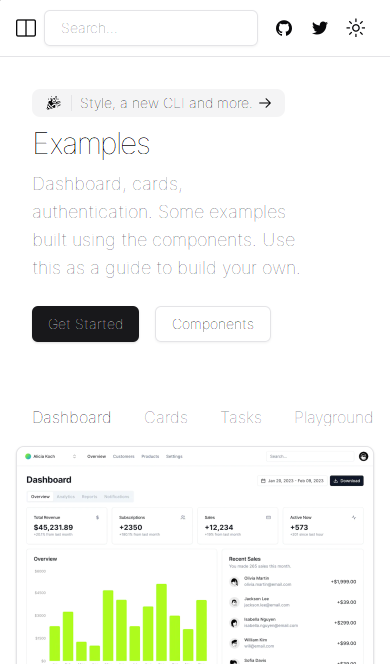 Search...
Style, a new CLI and more.
Examples
Dashboard, cards,
authentication. Some examples
built using the components. Use
this as a guide to build your own.
Get Started Components
Dashboard Cards Tasks Playground
Alicia Koch Overview Customers Products Settings Search...
Dashboard Jan 20, 2023 - Feb 09, 2023 Download
Overview Analytics Reports Notifications
Total Revenue Subscriptions Sales Active Now
$45,231.89 +2350 +12,234 +573
+20.1% from last month +180.1% from last month +19% from last month +201 since last hour
Overview Recent Sales
You made 265 sales this month.
$6000
Olivia Martin +$1,999.00
olivia.martin@email.com
$4500
Jackson Lee +$39.00
jackson.lee@email.com
$3000
Isabella Nguyen +$299.00
isabella.nguyen@email.com
William Kim +$99.00
will@email.com
$1500
Sofia Davis
$0